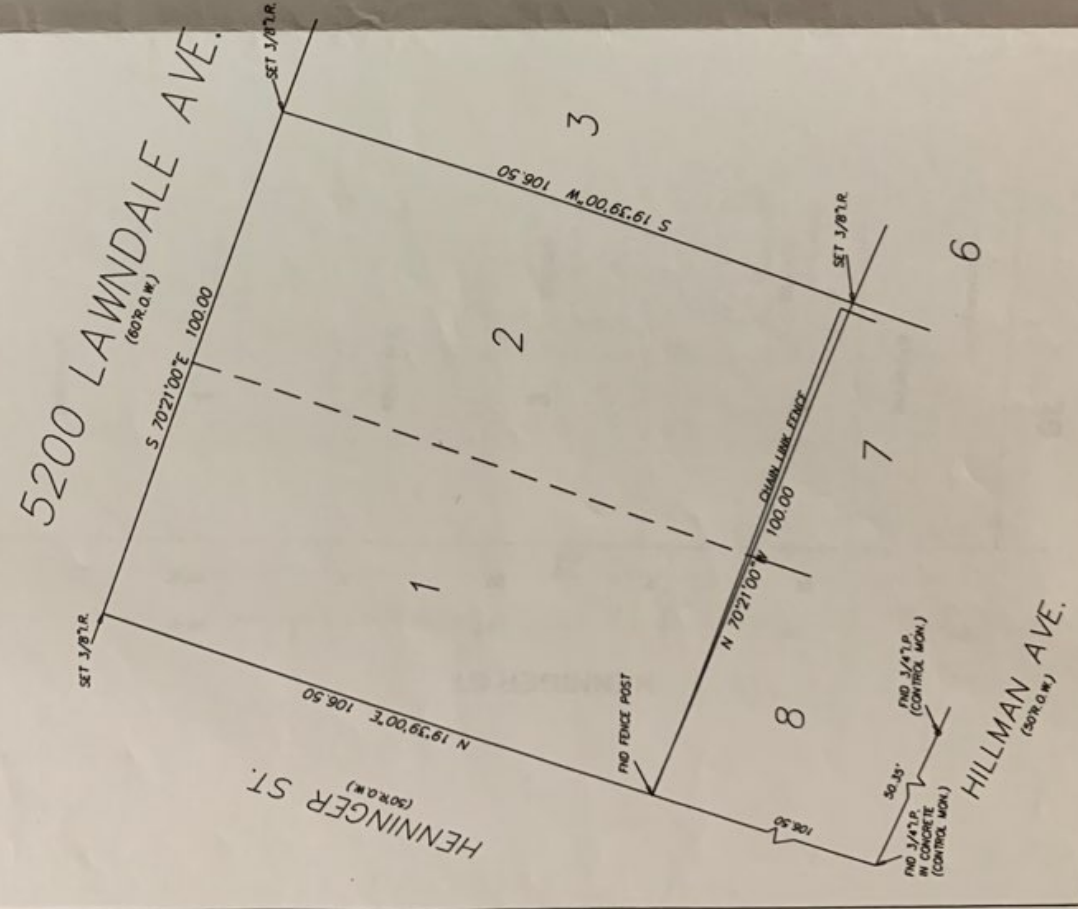 SET 3/8"I.R.
5200 LAWNDALE AVE.
(60'R.O.W.)
S 70°21'00"E 100.00
SET 3/8"I.R.
3
S 19°39'00"W 106.50
2
1
N 19°39'00"E 106.50
HENNINGER ST.
(50'R.O.W.)
SET 3/8"I.R.
6
CHAIN LINK FENCE
N 70°21'00"W 100.00
7
FND FENCE POST
8
106.50
50.35'
FND 3/4"I.P.
(CONTROL MON.)
FND 3/4"I.P.
IN CONCRETE
(CONTROL MON.)
HILLMAN AVE.
(50'R.O.W.)